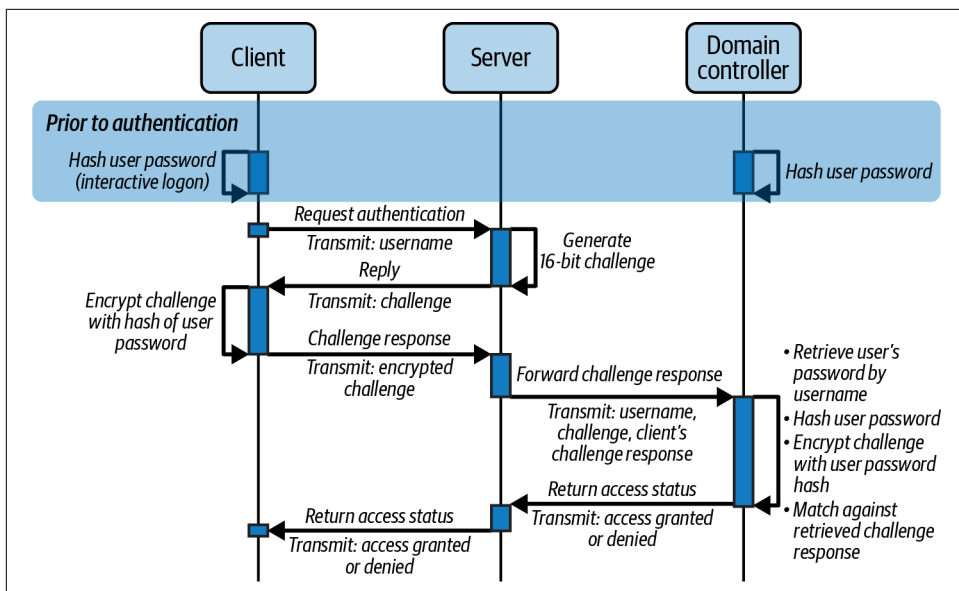 Client
Server
Domain
controller
Prior to authentication
Hash user password
(interactive logon)
Hash user password
Request authentication
Transmit: username
Generate
16-bit challenge
Reply
Transmit: challenge
Encrypt challenge
with hash of user
password
Challenge response
Transmit: encrypted
challenge
Forward challenge response
Transmit: username,
challenge, client's
challenge response
• Retrieve user's
password by
username
• Hash user password
• Encrypt challenge
with user password
hash
• Match against
retrieved challenge
response
Return access status
Transmit: access granted
or denied
Return access status
Transmit: access granted
or denied